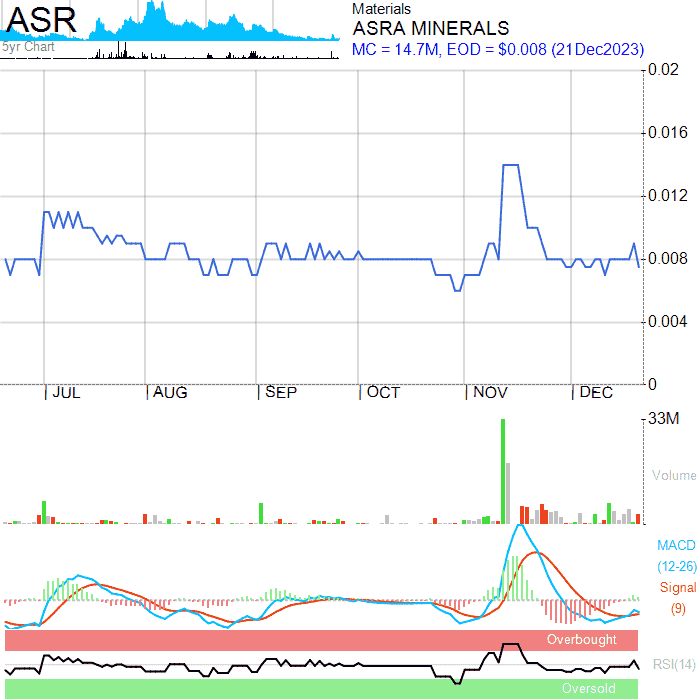 ASR
5yr Chart
Materials
ASRA MINERALS
MC = 14.7M, EOD = $0.008 (21Dec2023)
0.02
0.016
0.012
0.008
0.004
0
JUL AUG SEP OCT NOV DEC
33M
Volume
MACD
(12-26)
Signal
(9)
Overbought
RSI(14)
Oversold